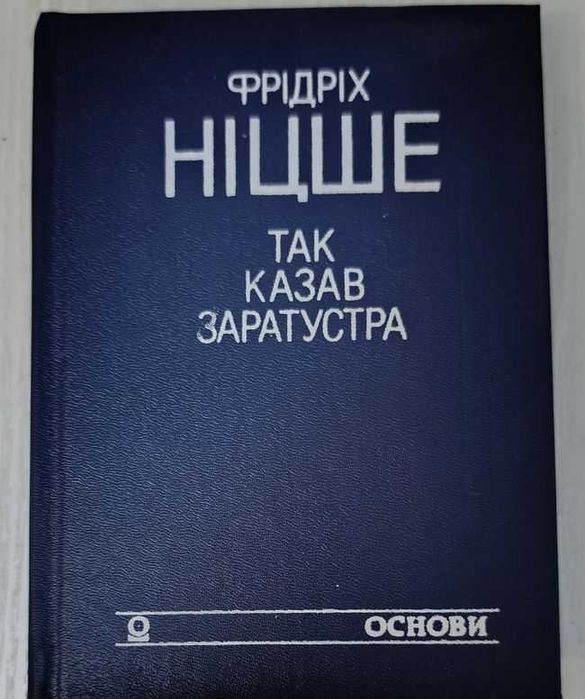 ФРІДРІХ
НІЦШЕ
ТАК
КАЗАВ
ЗАРАТУСТРА
ОСНОВИ